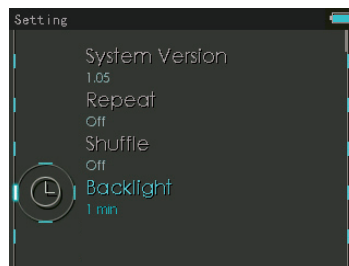 Setting
System Version
1.05
Repeat
Off
Shuffle
Off
Backlight
1 min